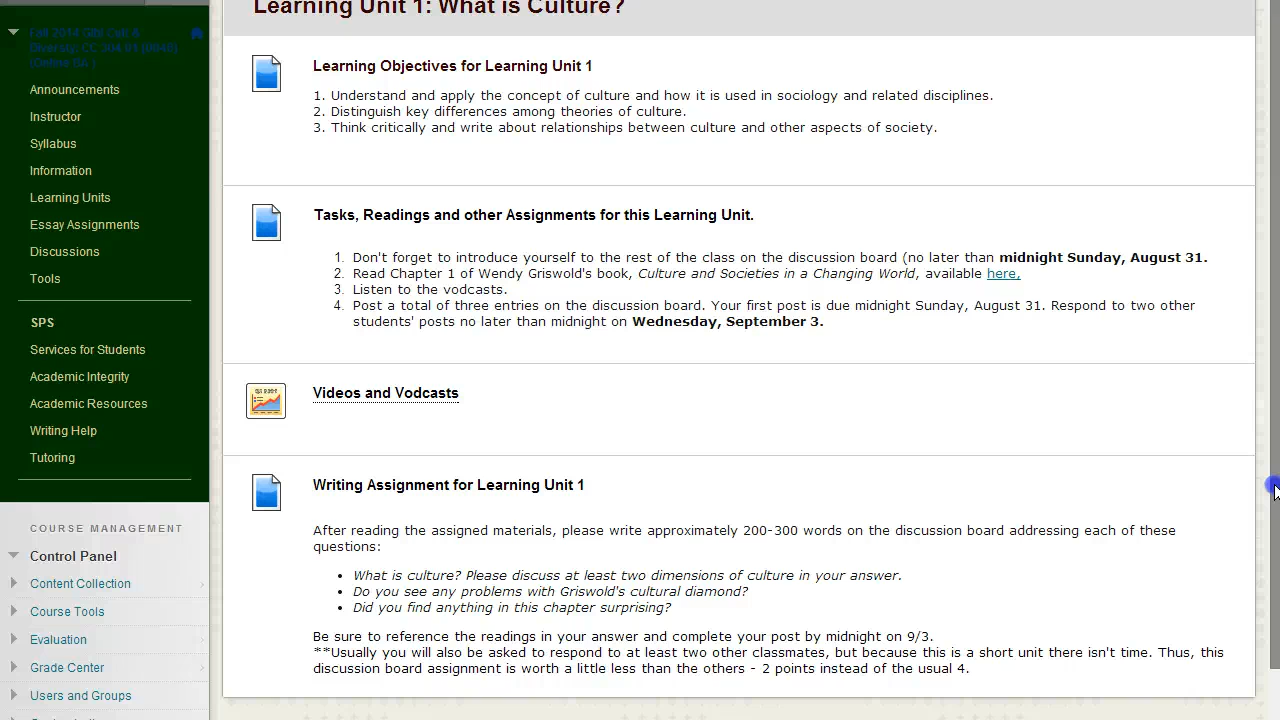 Learning Unit 1: What is Culture?
Fall 2014 Glbl Cult &
Diversity: CC 304.01 [0040]
(Online BA )
Announcements
Instructor
Syllabus
Information
Learning Units
Essay Assignments
Discussions
Tools
SPS
Services for Students
Academic Integrity
Academic Resources
Writing Help
Tutoring
COURSE MANAGEMENT
Control Panel
Content Collection
Course Tools
Evaluation
Grade Center
Users and Groups
Learning Objectives for Learning Unit 1
1. Understand and apply the concept of culture and how it is used in sociology and related disciplines.
2. Distinguish key differences among theories of culture.
3. Think critically and write about relationships between culture and other aspects of society.
Tasks, Readings and other Assignments for this Learning Unit.
1. Don't forget to introduce yourself to the rest of the class on the discussion board (no later than midnight Sunday, August 31.
2. Read Chapter 1 of Wendy Griswold's book, Culture and Societies in a Changing World, available here,
3. Listen to the vodcasts.
4. Post a total of three entries on the discussion board. Your first post is due midnight Sunday, August 31. Respond to two other
students' posts no later than midnight on Wednesday, September 3.
Videos and Vodcasts
Writing Assignment for Learning Unit 1
After reading the assigned materials, please write approximately 200-300 words on the discussion board addressing each of these
questions:
• What is culture? Please discuss at least two dimensions of culture in your answer.
• Do you see any problems with Griswold's cultural diamond?
• Did you find anything in this chapter surprising?
Be sure to reference the readings in your answer and complete your post by midnight on 9/3.
**Usually you will also be asked to respond to at least two other classmates, but because this is a short unit there isn't time. Thus, this
discussion board assignment is worth a little less than the others - 2 points instead of the usual 4.